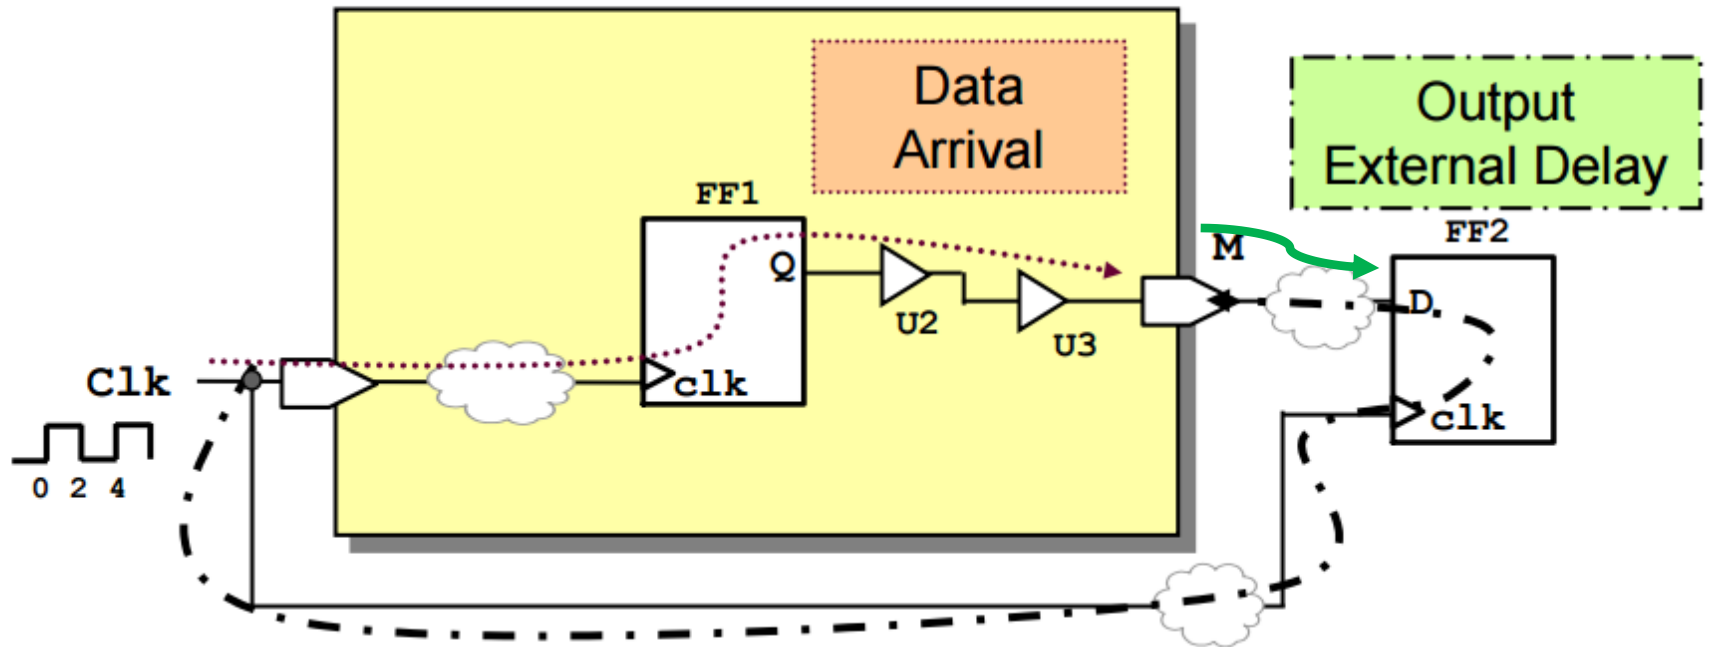 Data
Arrival
Output
External Delay
FF1
FF2
M
Q
D
U2
U3
Clk
clk
clk
0 2 4